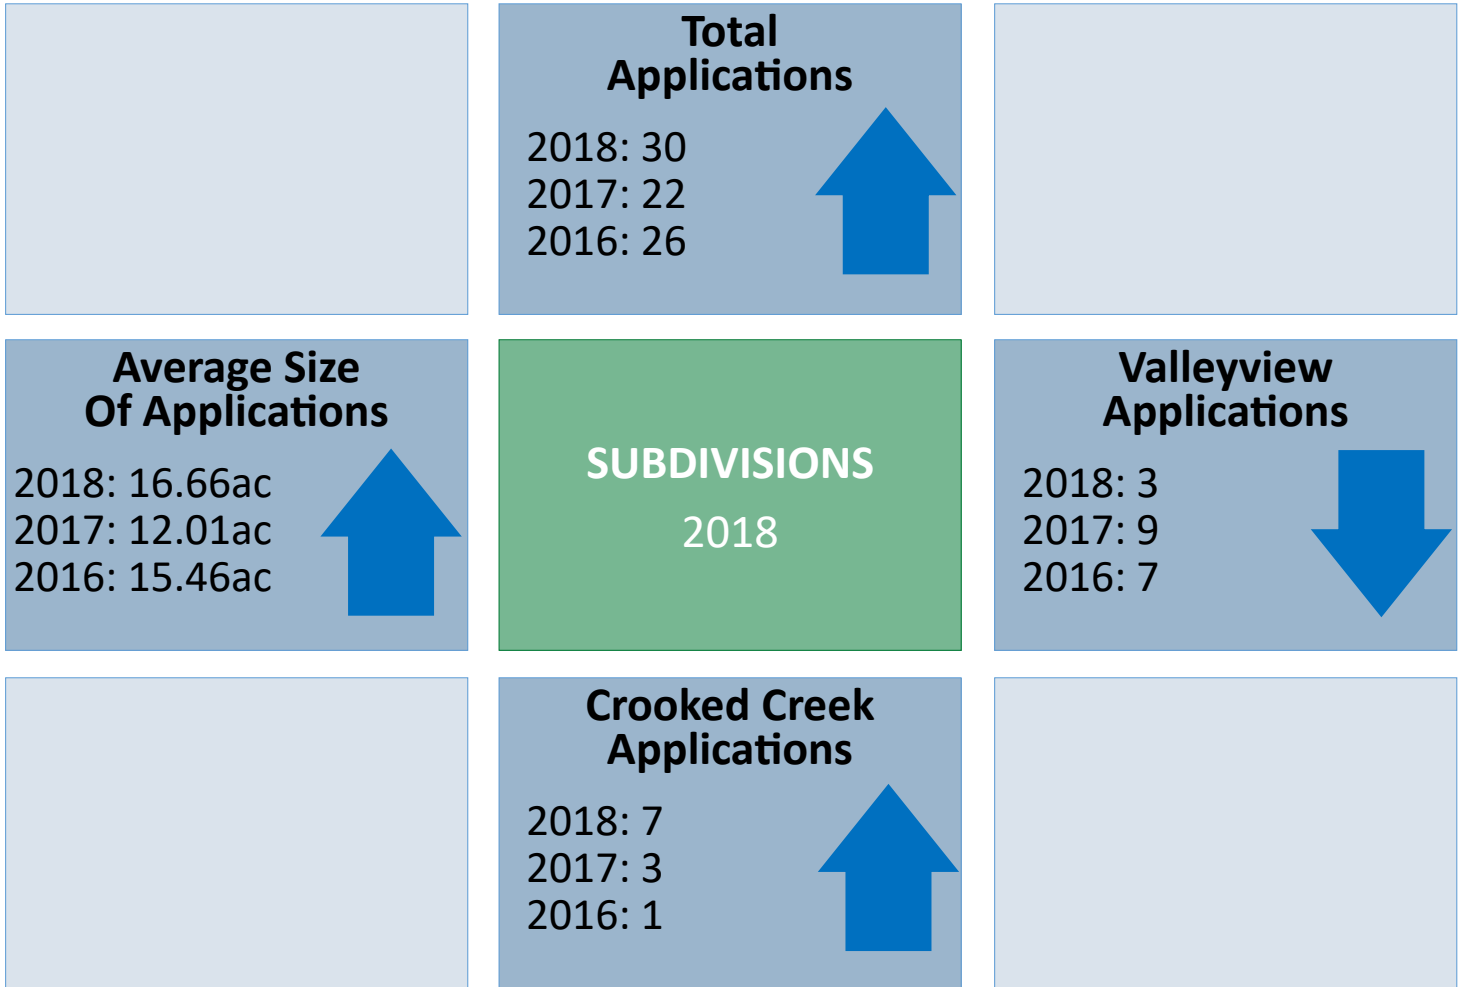 Total
Applications
2018: 30
2017: 22
2016: 26
Average Size
Of Applications
2018: 16.66ac
2017: 12.01ac
2016: 15.46ac
SUBDIVISIONS
2018
Valleyview
Applications
2018: 3
2017: 9
2016: 7
Crooked Creek
Applications
2018: 7
2017: 3
2016: 1